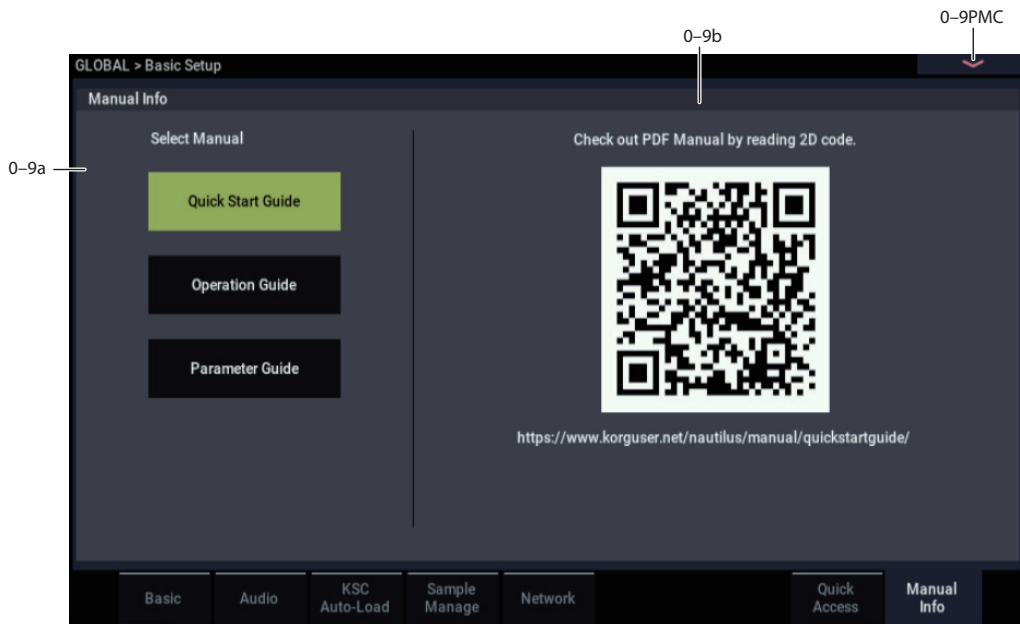 0–9PMC
0–9b
GLOBAL > Basic Setup
Manual Info
Select Manual
Check out PDF Manual by reading 2D code.
0–9a
Quick Start Guide
Operation Guide
Parameter Guide
https://www.korguser.net/nautilus/manual/quickstartguide/
Basic
Audio
KSC
Auto-Load
Sample
Manage
Network
Quick
Access
Manual
Info